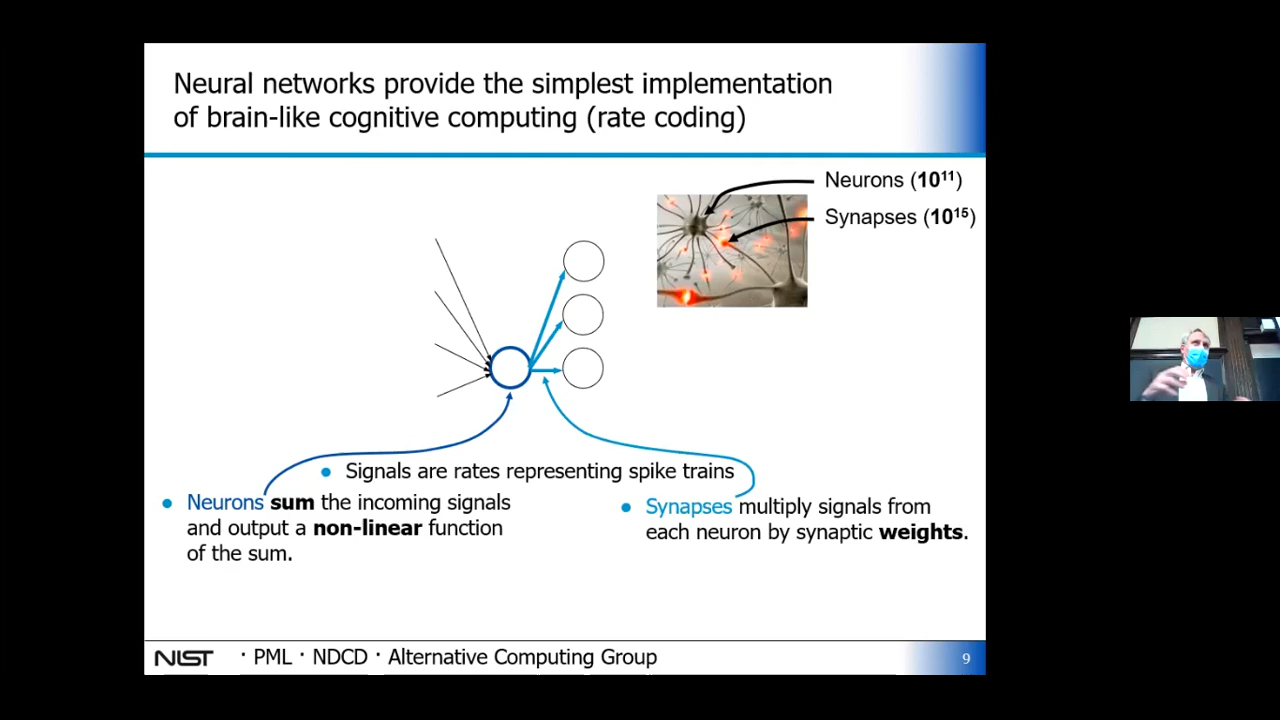 Neural networks provide the simplest implementation
of brain-like cognitive computing (rate coding)
Neurons (10¹¹)
Synapses (10¹⁵)
• Signals are rates representing spike trains
• Neurons sum the incoming signals
and output a non-linear function
of the sum.
• Synapses multiply signals from
each neuron by synaptic weights.
NIST · PML · NDCD · Alternative Computing Group
9